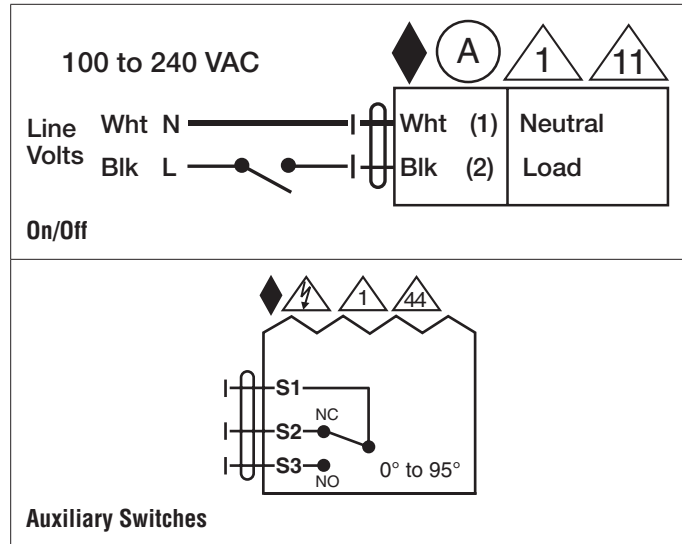 100 to 240 VAC
A
1
11
Line Volts
Wht N
Blk L
Wht (1) Neutral
Blk (2) Load
On/Off
1
44
S1
S2 NC
S3 NO
0° to 95°
Auxiliary Switches